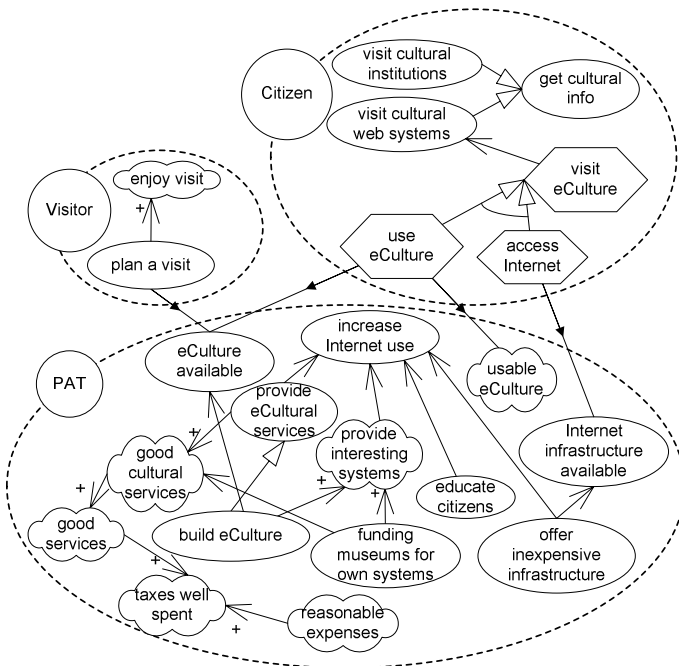 visit cultural
institutions
get cultural
info
Citizen
visit cultural
web systems
visit
eCulture
enjoy visit
+
Visitor
plan a visit
use
eCulture
access
Internet
increase
Internet use
eCulture
available
usable
eCulture
PAT
provide
eCultural
services
+
provide
interesting
systems
+
+
Internet
infrastructure
available
good
cultural
services
+
educate
citizens
good
services
build eCulture
funding
museums for
own systems
offer
inexpensive
infrastructure
+
taxes well
spent
+
reasonable
expenses